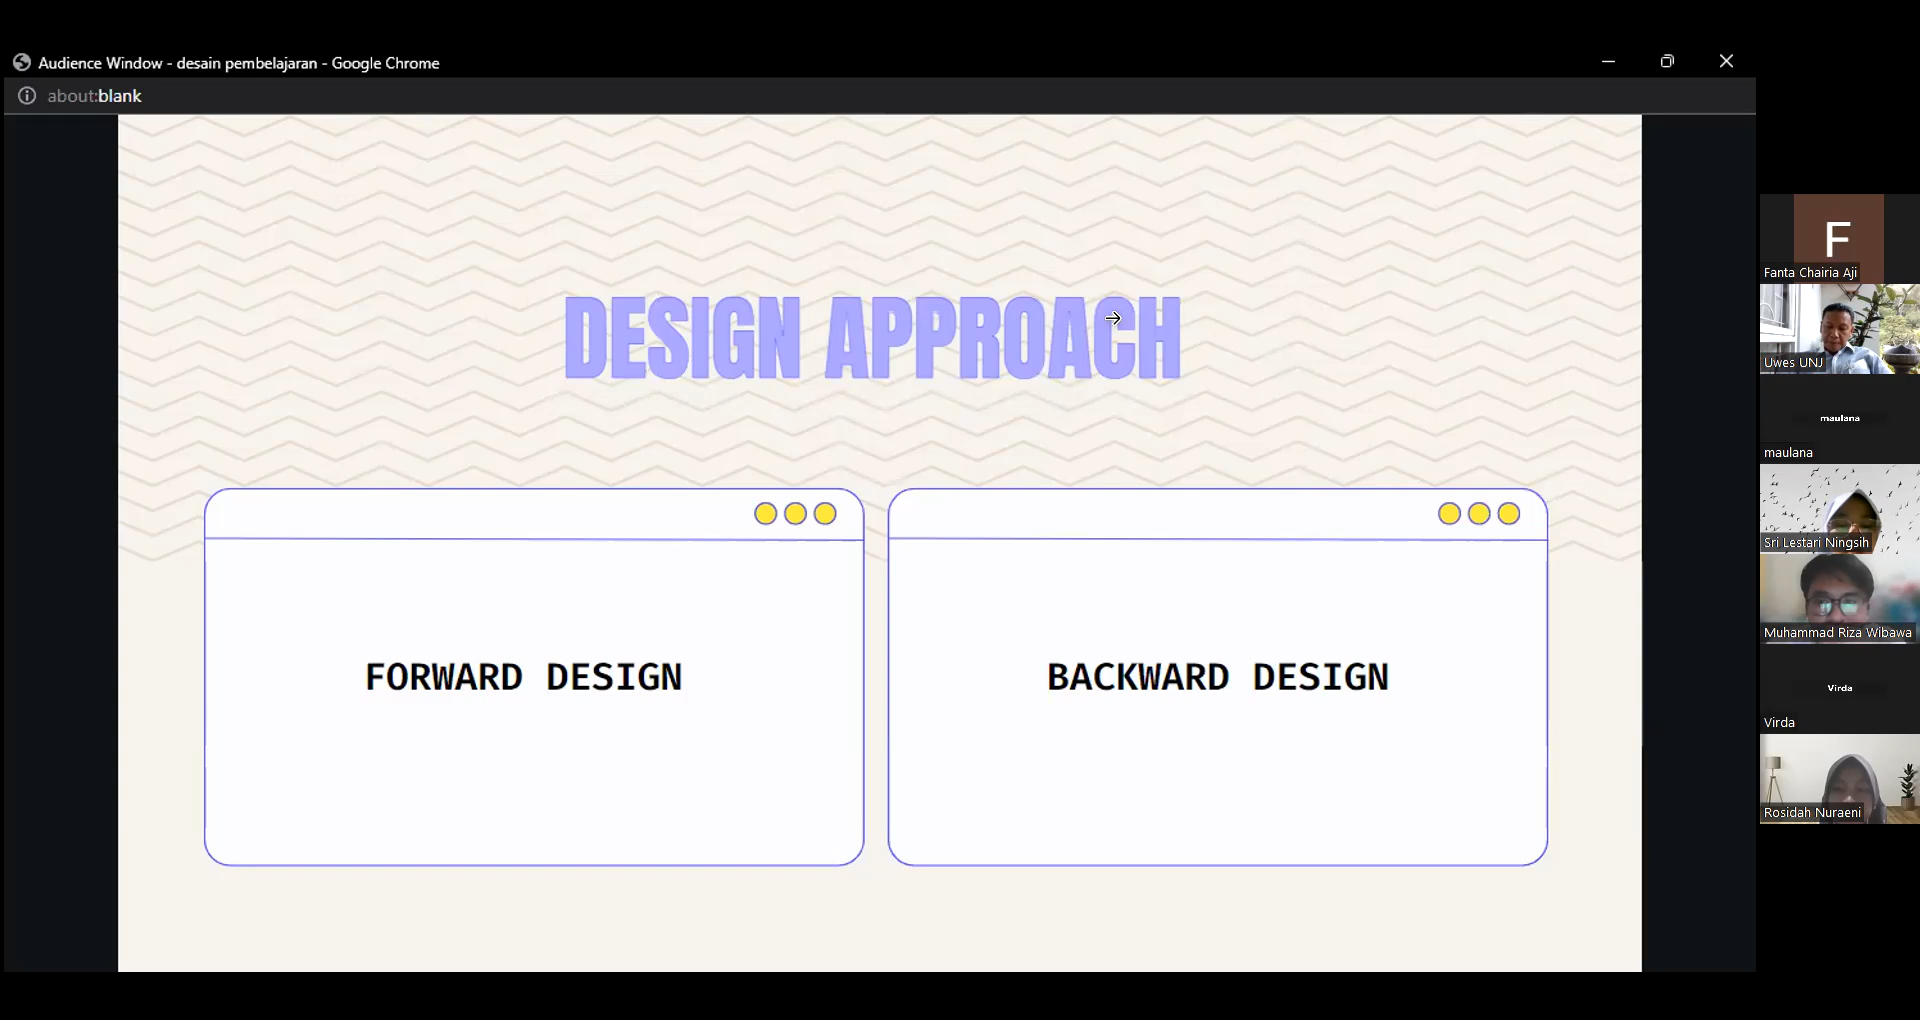 Audience Window - desain pembelajaran - Google Chrome
about:blank
DESIGN APPROACH
FORWARD DESIGN
BACKWARD DESIGN
F
Fanta Chairia Aji
Uwes UNJ
maulana
maulana
Sri Lestari Ningsih
Muhammad Riza Wibawa
Virda
Virda
Rosidah Nuraeni